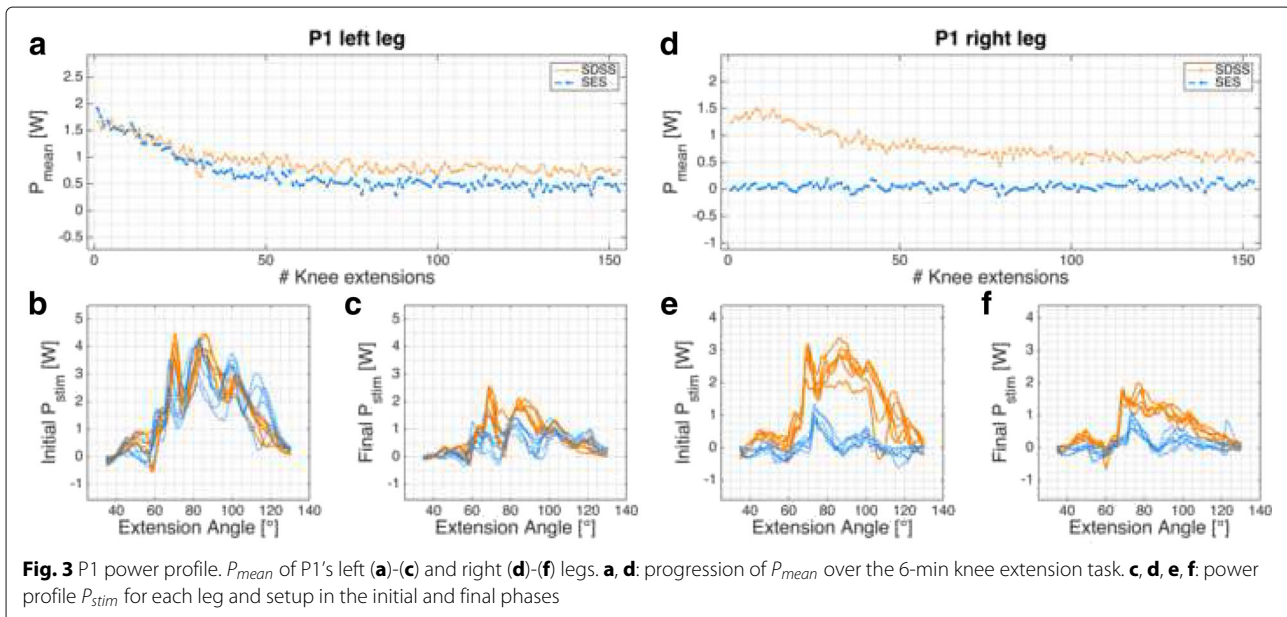 a
P1 left leg
SDSS
SES
2.5
2
1.5
1
0.5
0
-0.5
P_mean [W]
0 50 100 150
# Knee extensions
d
P1 right leg
SDSS
SES
2
1.5
1
0.5
0
-0.5
-1
P_mean [W]
0 50 100 150
# Knee extensions
b
5
4
3
2
1
0
-1
Initial P_stim [W]
40 60 80 100 120 140
Extension Angle [°]
c
5
4
3
2
1
0
-1
Final P_stim [W]
40 60 80 100 120 140
Extension Angle [°]
e
4
3
2
1
0
-1
Initial P_stim [W]
40 60 80 100 120 140
Extension Angle [°]
f
4
3
2
1
0
-1
Final P_stim [W]
40 60 80 100 120 140
Extension Angle [°]
Fig. 3 P1 power profile. P_mean of P1's left (a)-(c) and right (d)-(f) legs. a, d: progression of P_mean over the 6-min knee extension task. c, d, e, f: power
profile P_stim for each leg and setup in the initial and final phases